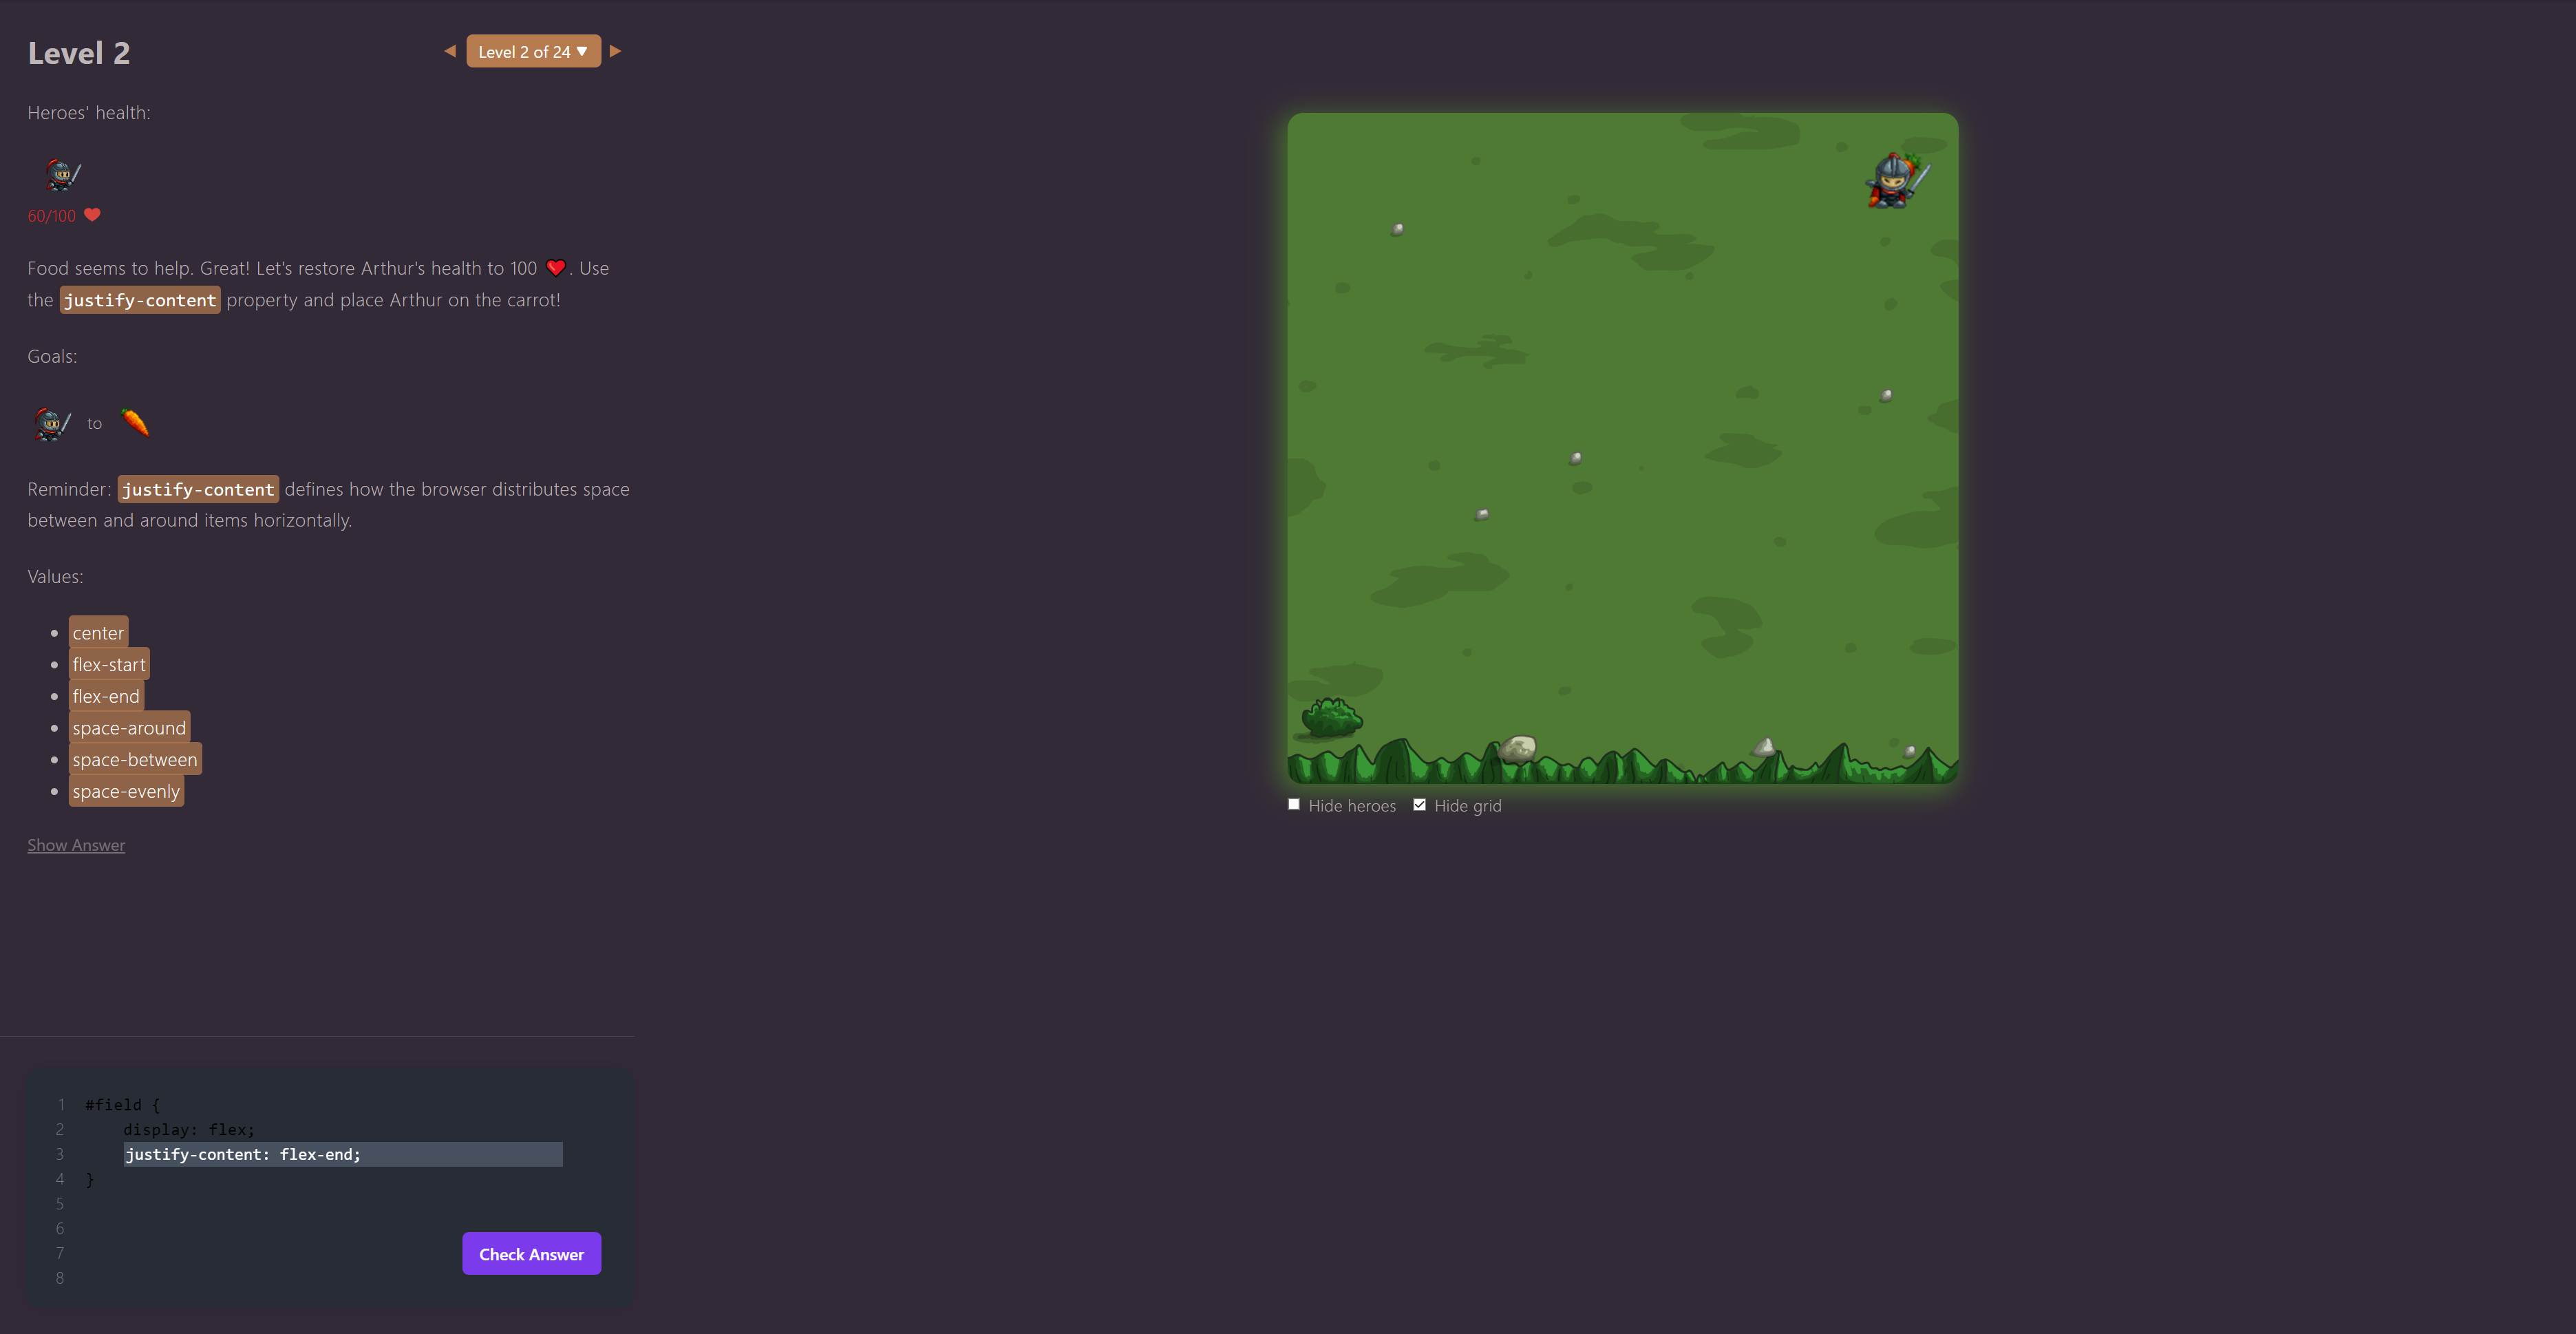 Level 2
Level 2 of 24
Heroes' health:
60/100
Food seems to help. Great! Let's restore Arthur's health to 100 ❤️. Use
the justify-content property and place Arthur on the carrot!
Goals:
to
Reminder: justify-content defines how the browser distributes space
between and around items horizontally.
Values:
center
flex-start
flex-end
space-around
space-between
space-evenly
Show Answer
Hide heroes Hide grid
1 #field {
2 display: flex;
3 justify-content: flex-end;
4 }
5
6
7
8
Check Answer